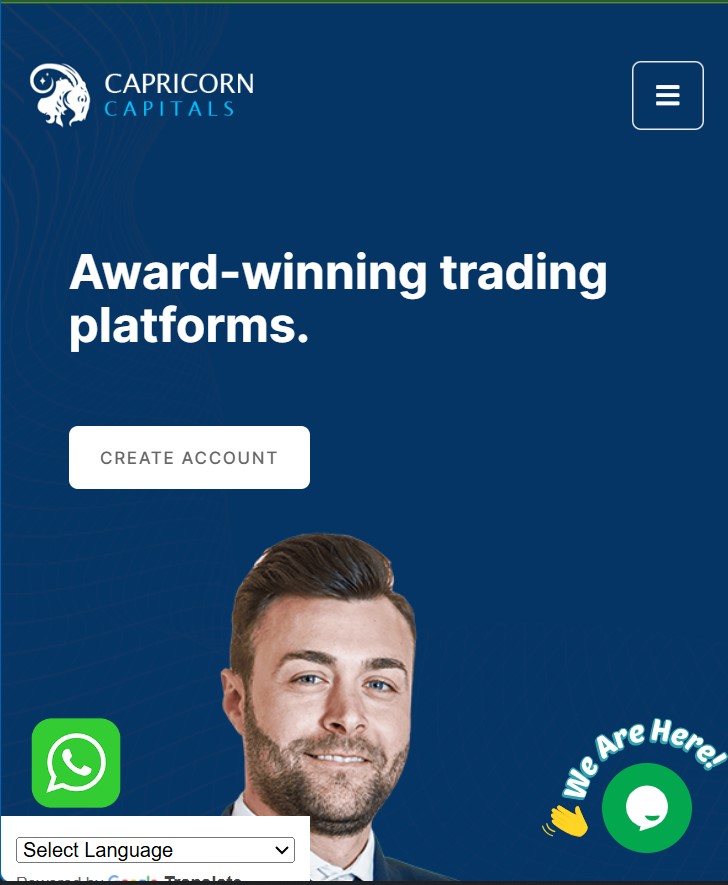 CAPRICORN
CAPITALS
Award-winning trading
platforms.
CREATE ACCOUNT
We Are Here!
Select Language
Powered by Google Translate